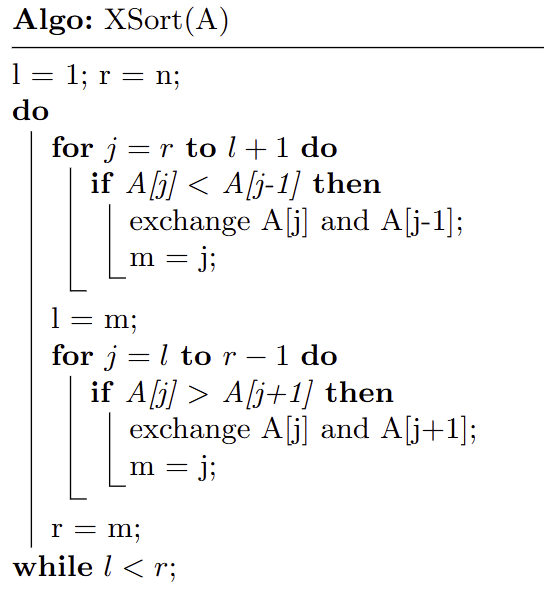 Algo: XSort(A)
l = 1; r = n;
do
for j = r to l + 1 do
if A[j] < A[j-1] then
exchange A[j] and A[j-1];
m = j;
l = m;
for j = l to r − 1 do
if A[j] > A[j+1] then
exchange A[j] and A[j+1];
m = j;
r = m;
while l < r;